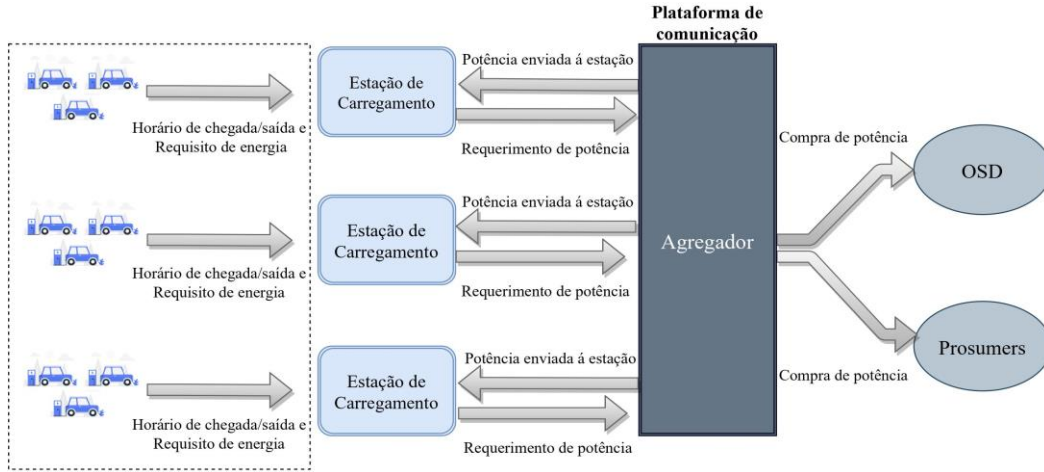 Plataforma de
comunicação
Potência enviada á estação
Estação de
Carregamento
Horário de chegada/saída e
Requisito de energia
Requerimento de potência
Compra de potência
OSD
Potência enviada á estação
Estação de
Carregamento
Agregador
Horário de chegada/saída e
Requisito de energia
Requerimento de potência
Prosumers
Potência enviada á estação
Compra de potência
Estação de
Carregamento
Horário de chegada/saída e
Requisito de energia
Requerimento de potência